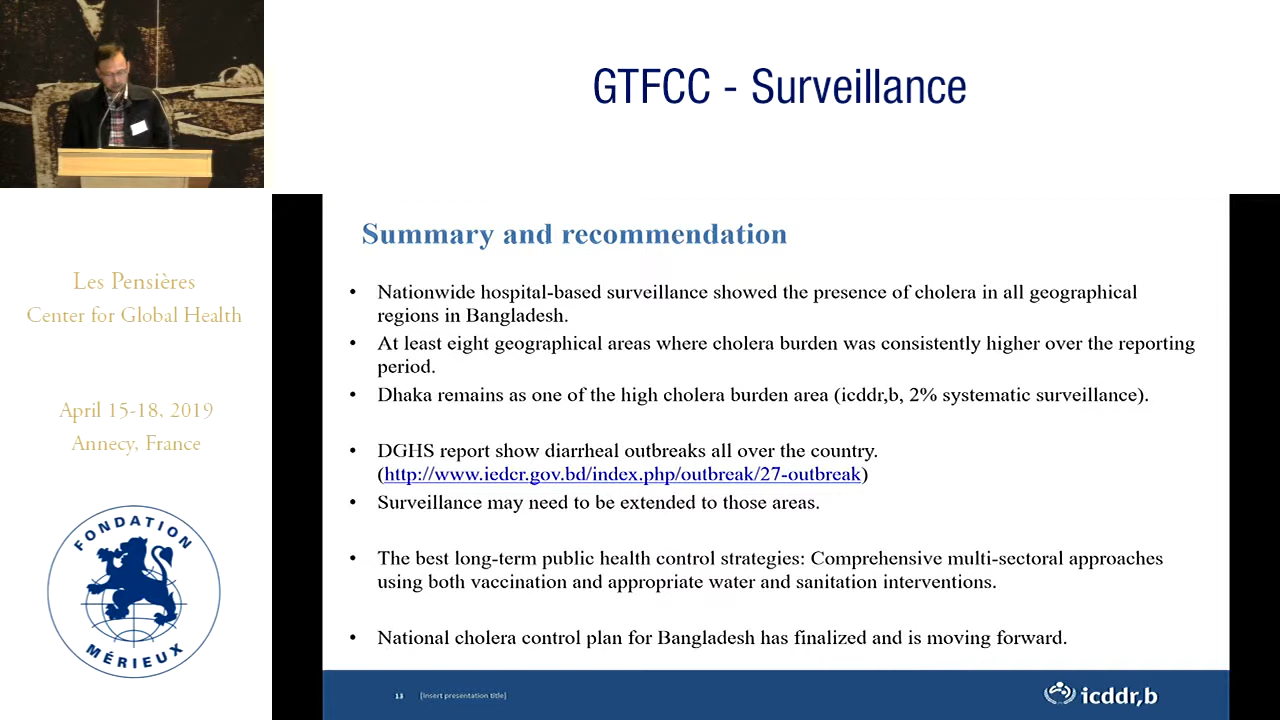 GTFCC - Surveillance
Les Pensières
Center for Global Health
April 15-18, 2019
Annecy, France
FONDATION
MÉRIEUX
Summary and recommendation
• Nationwide hospital-based surveillance showed the presence of cholera in all geographical
regions in Bangladesh.
• At least eight geographical areas where cholera burden was consistently higher over the reporting
period.
• Dhaka remains as one of the high cholera burden area (icddr,b, 2% systematic surveillance).
• DGHS report show diarrheal outbreaks all over the country.
(http://www.iedcr.gov.bd/index.php/outbreak/27-outbreak)
• Surveillance may need to be extended to those areas.
• The best long-term public health control strategies: Comprehensive multi-sectoral approaches
using both vaccination and appropriate water and sanitation interventions.
• National cholera control plan for Bangladesh has finalized and is moving forward.
13 [insert presentation title]
icddr,b